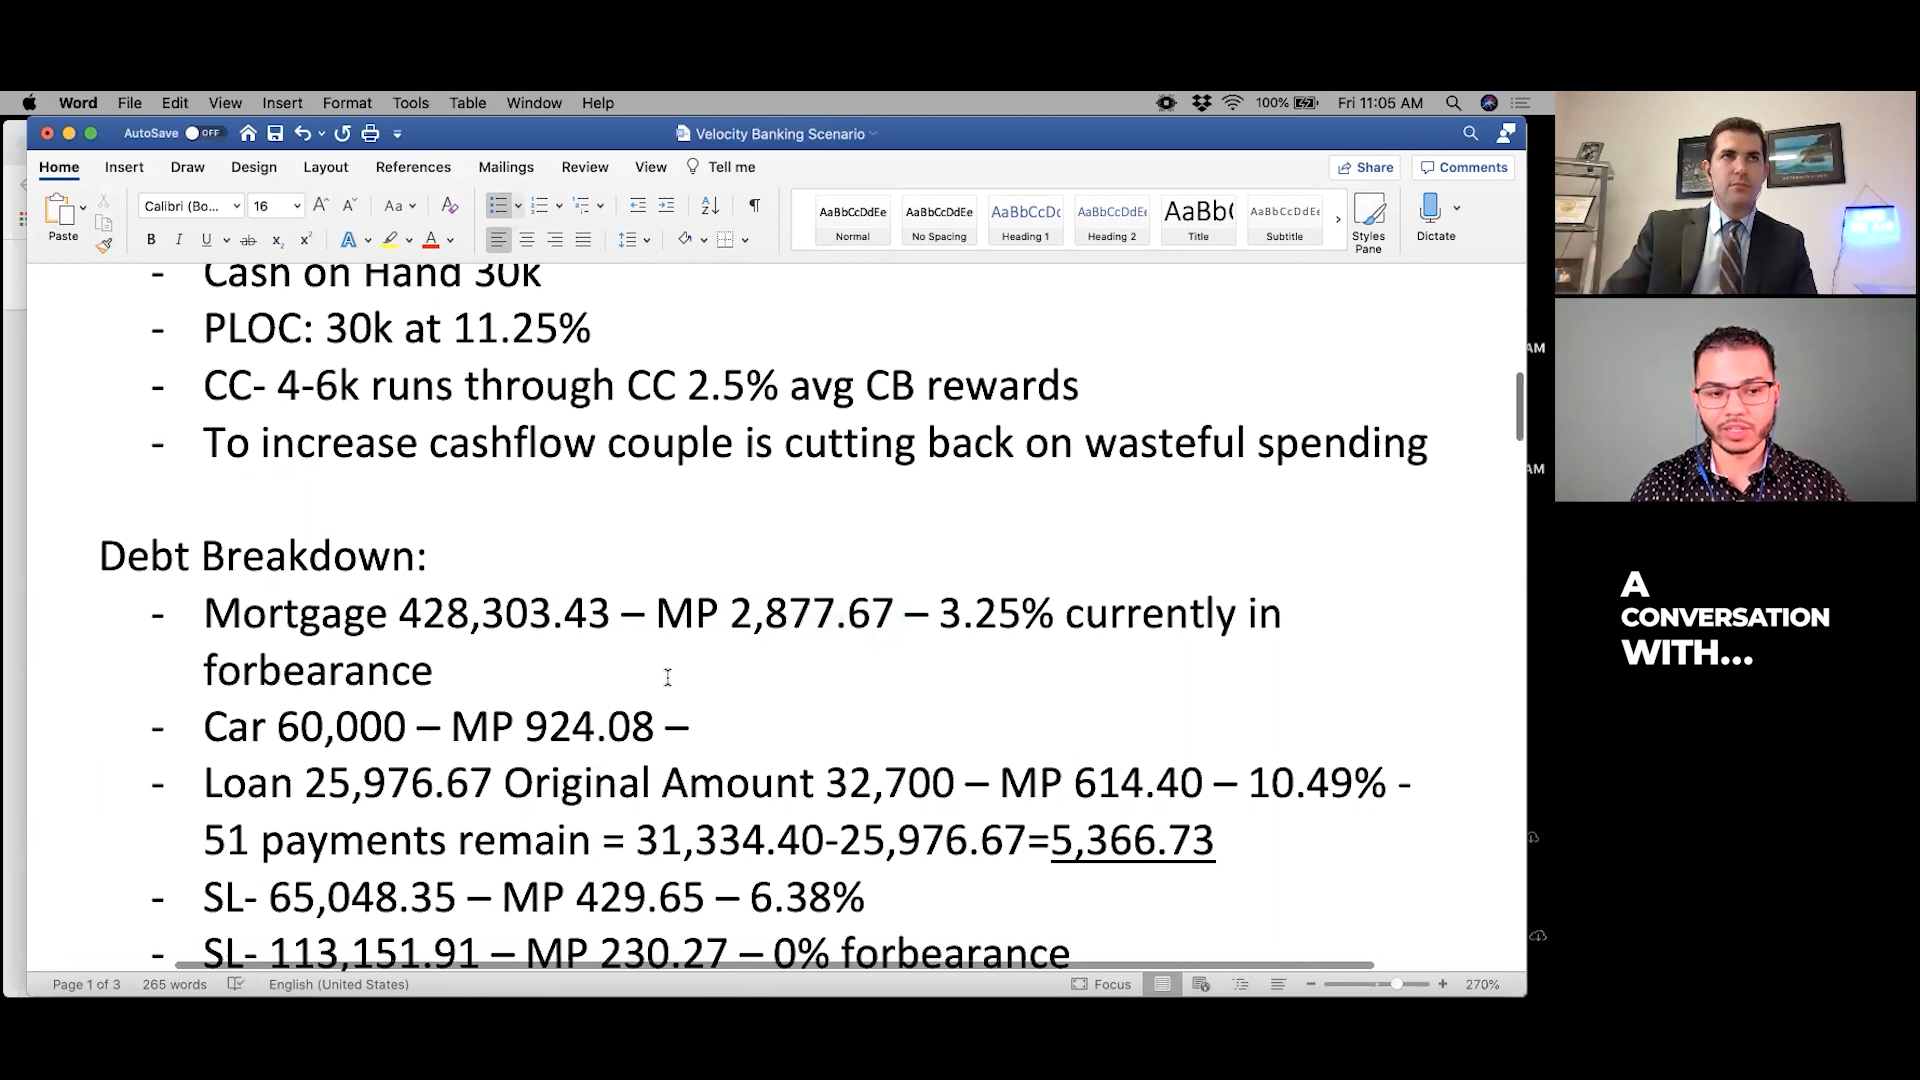 Word File Edit View Insert Format Tools Table Window Help 100% Fri 11:05 AM
AutoSave OFF Velocity Banking Scenario
Home Insert Draw Design Layout References Mailings Review View Tell me Share Comments
Paste Calibri (Bo... 16 Aa AaBbCcDdEe Normal AaBbCcDdEe No Spacing AaBbCcDc Heading 1 AaBbCcDdEe Heading 2 AaBb( Title AaBbCcDdEe Subtitle Styles Pane Dictate
- Cash on Hand 30k
- PLOC: 30k at 11.25%
- CC- 4-6k runs through CC 2.5% avg CB rewards
- To increase cashflow couple is cutting back on wasteful spending
Debt Breakdown:
- Mortgage 428,303.43 – MP 2,877.67 – 3.25% currently in
forbearance
- Car 60,000 – MP 924.08 –
- Loan 25,976.67 Original Amount 32,700 – MP 614.40 – 10.49% -
51 payments remain = 31,334.40-25,976.67=5,366.73
- SL- 65,048.35 – MP 429.65 – 6.38%
- SL- 113,151.91 – MP 230.27 – 0% forbearance
Page 1 of 3 265 words English (United States) Focus 270%
AM
AM
A
CONVERSATION
WITH...